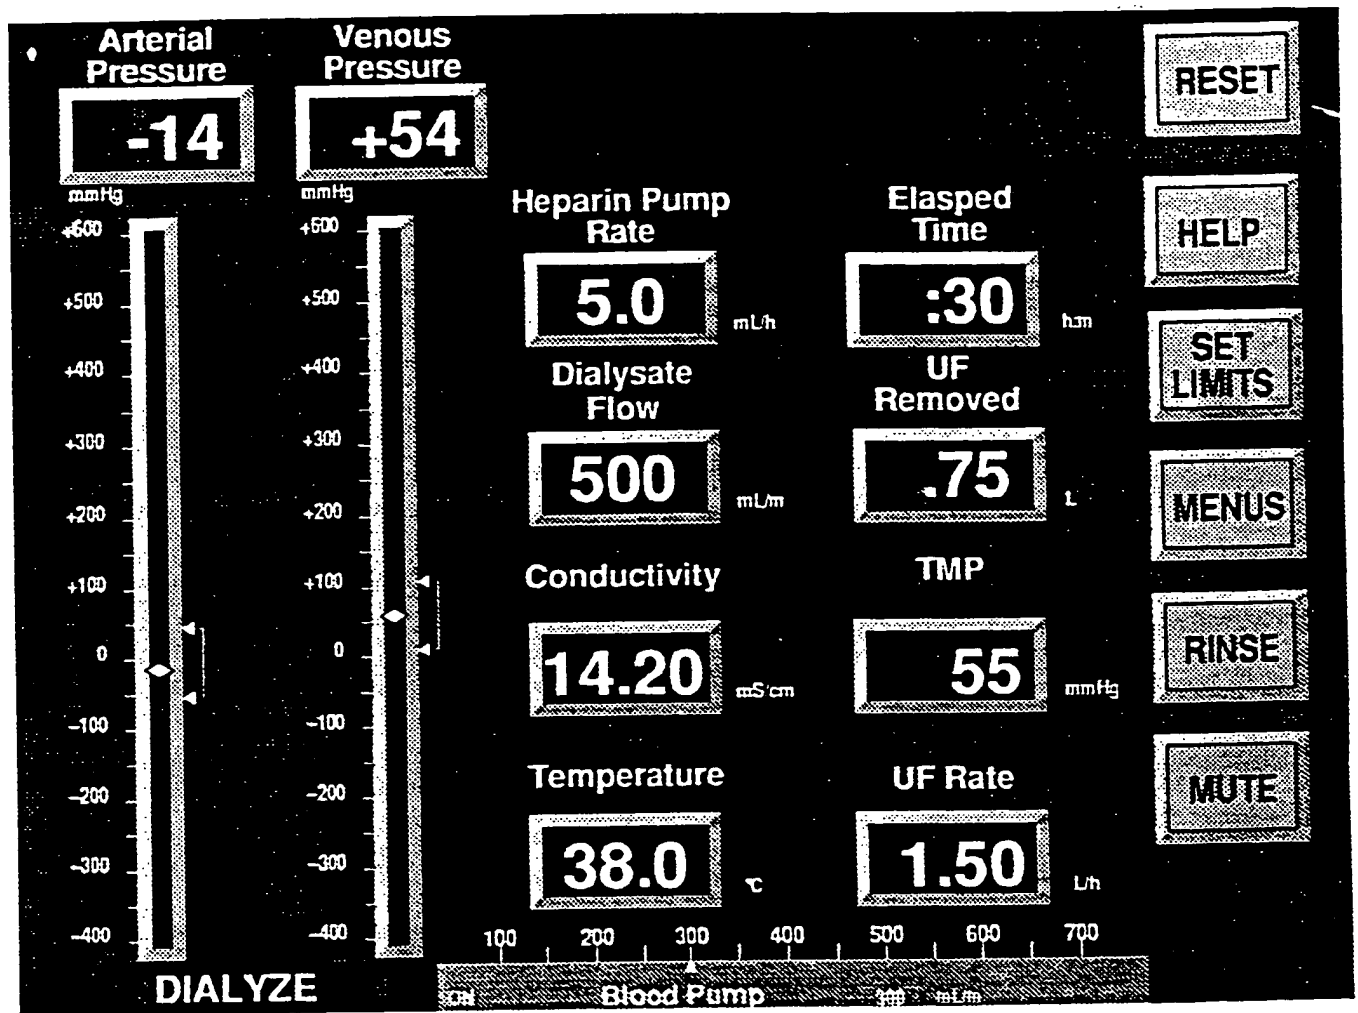 Arterial
Pressure
-14
mmHg
+600
+500
+400
+300
+200
+100
0
-100
-200
-300
-400
Venous
Pressure
+54
mmHg
+600
+500
+400
+300
+200
+100
0
-100
-200
-300
-400
Heparin Pump
Rate
5.0
mL/h
Dialysate
Flow
500
mL/m
Conductivity
14.20
mS/cm
Temperature
38.0
°C
Elasped
Time
:30
h:m
UF
Removed
.75
L
TMP
55
mmHg
UF Rate
1.50
L/h
RESET
HELP
SET
LIMITS
MENUS
RINSE
MUTE
DIALYZE
100 200 300 400 500 600 700
ON Blood Pump 300 mL/m